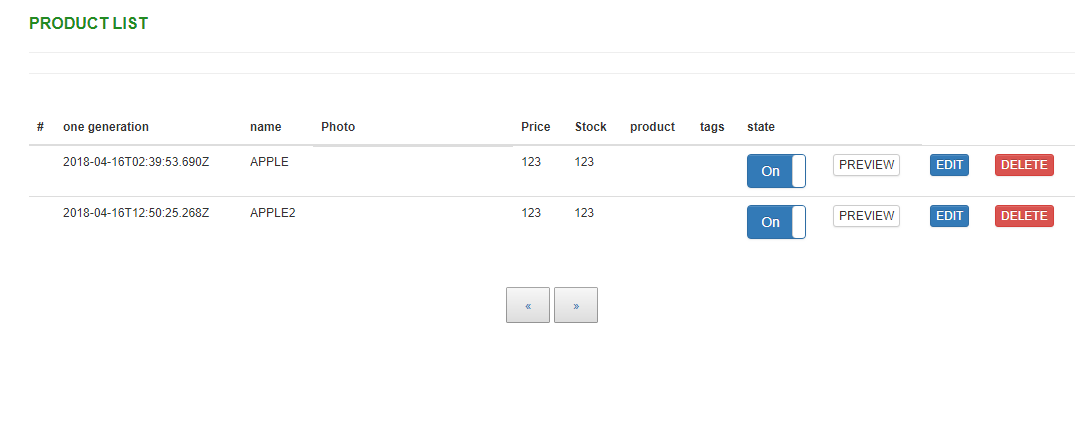 PRODUCT LIST
# one generation name Photo Price Stock product tags state
2018-04-16T02:39:53.690Z APPLE 123 123 On PREVIEW EDIT DELETE
2018-04-16T12:50:25.268Z APPLE2 123 123 On PREVIEW EDIT DELETE
« »